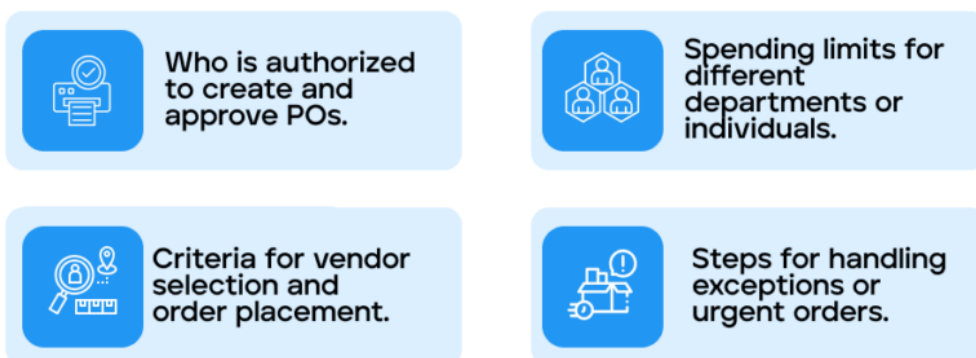 Who is authorized
to create and
approve POs.
Spending limits for
different
departments or
individuals.
Criteria for vendor
selection and
order placement.
Steps for handling
exceptions or
urgent orders.